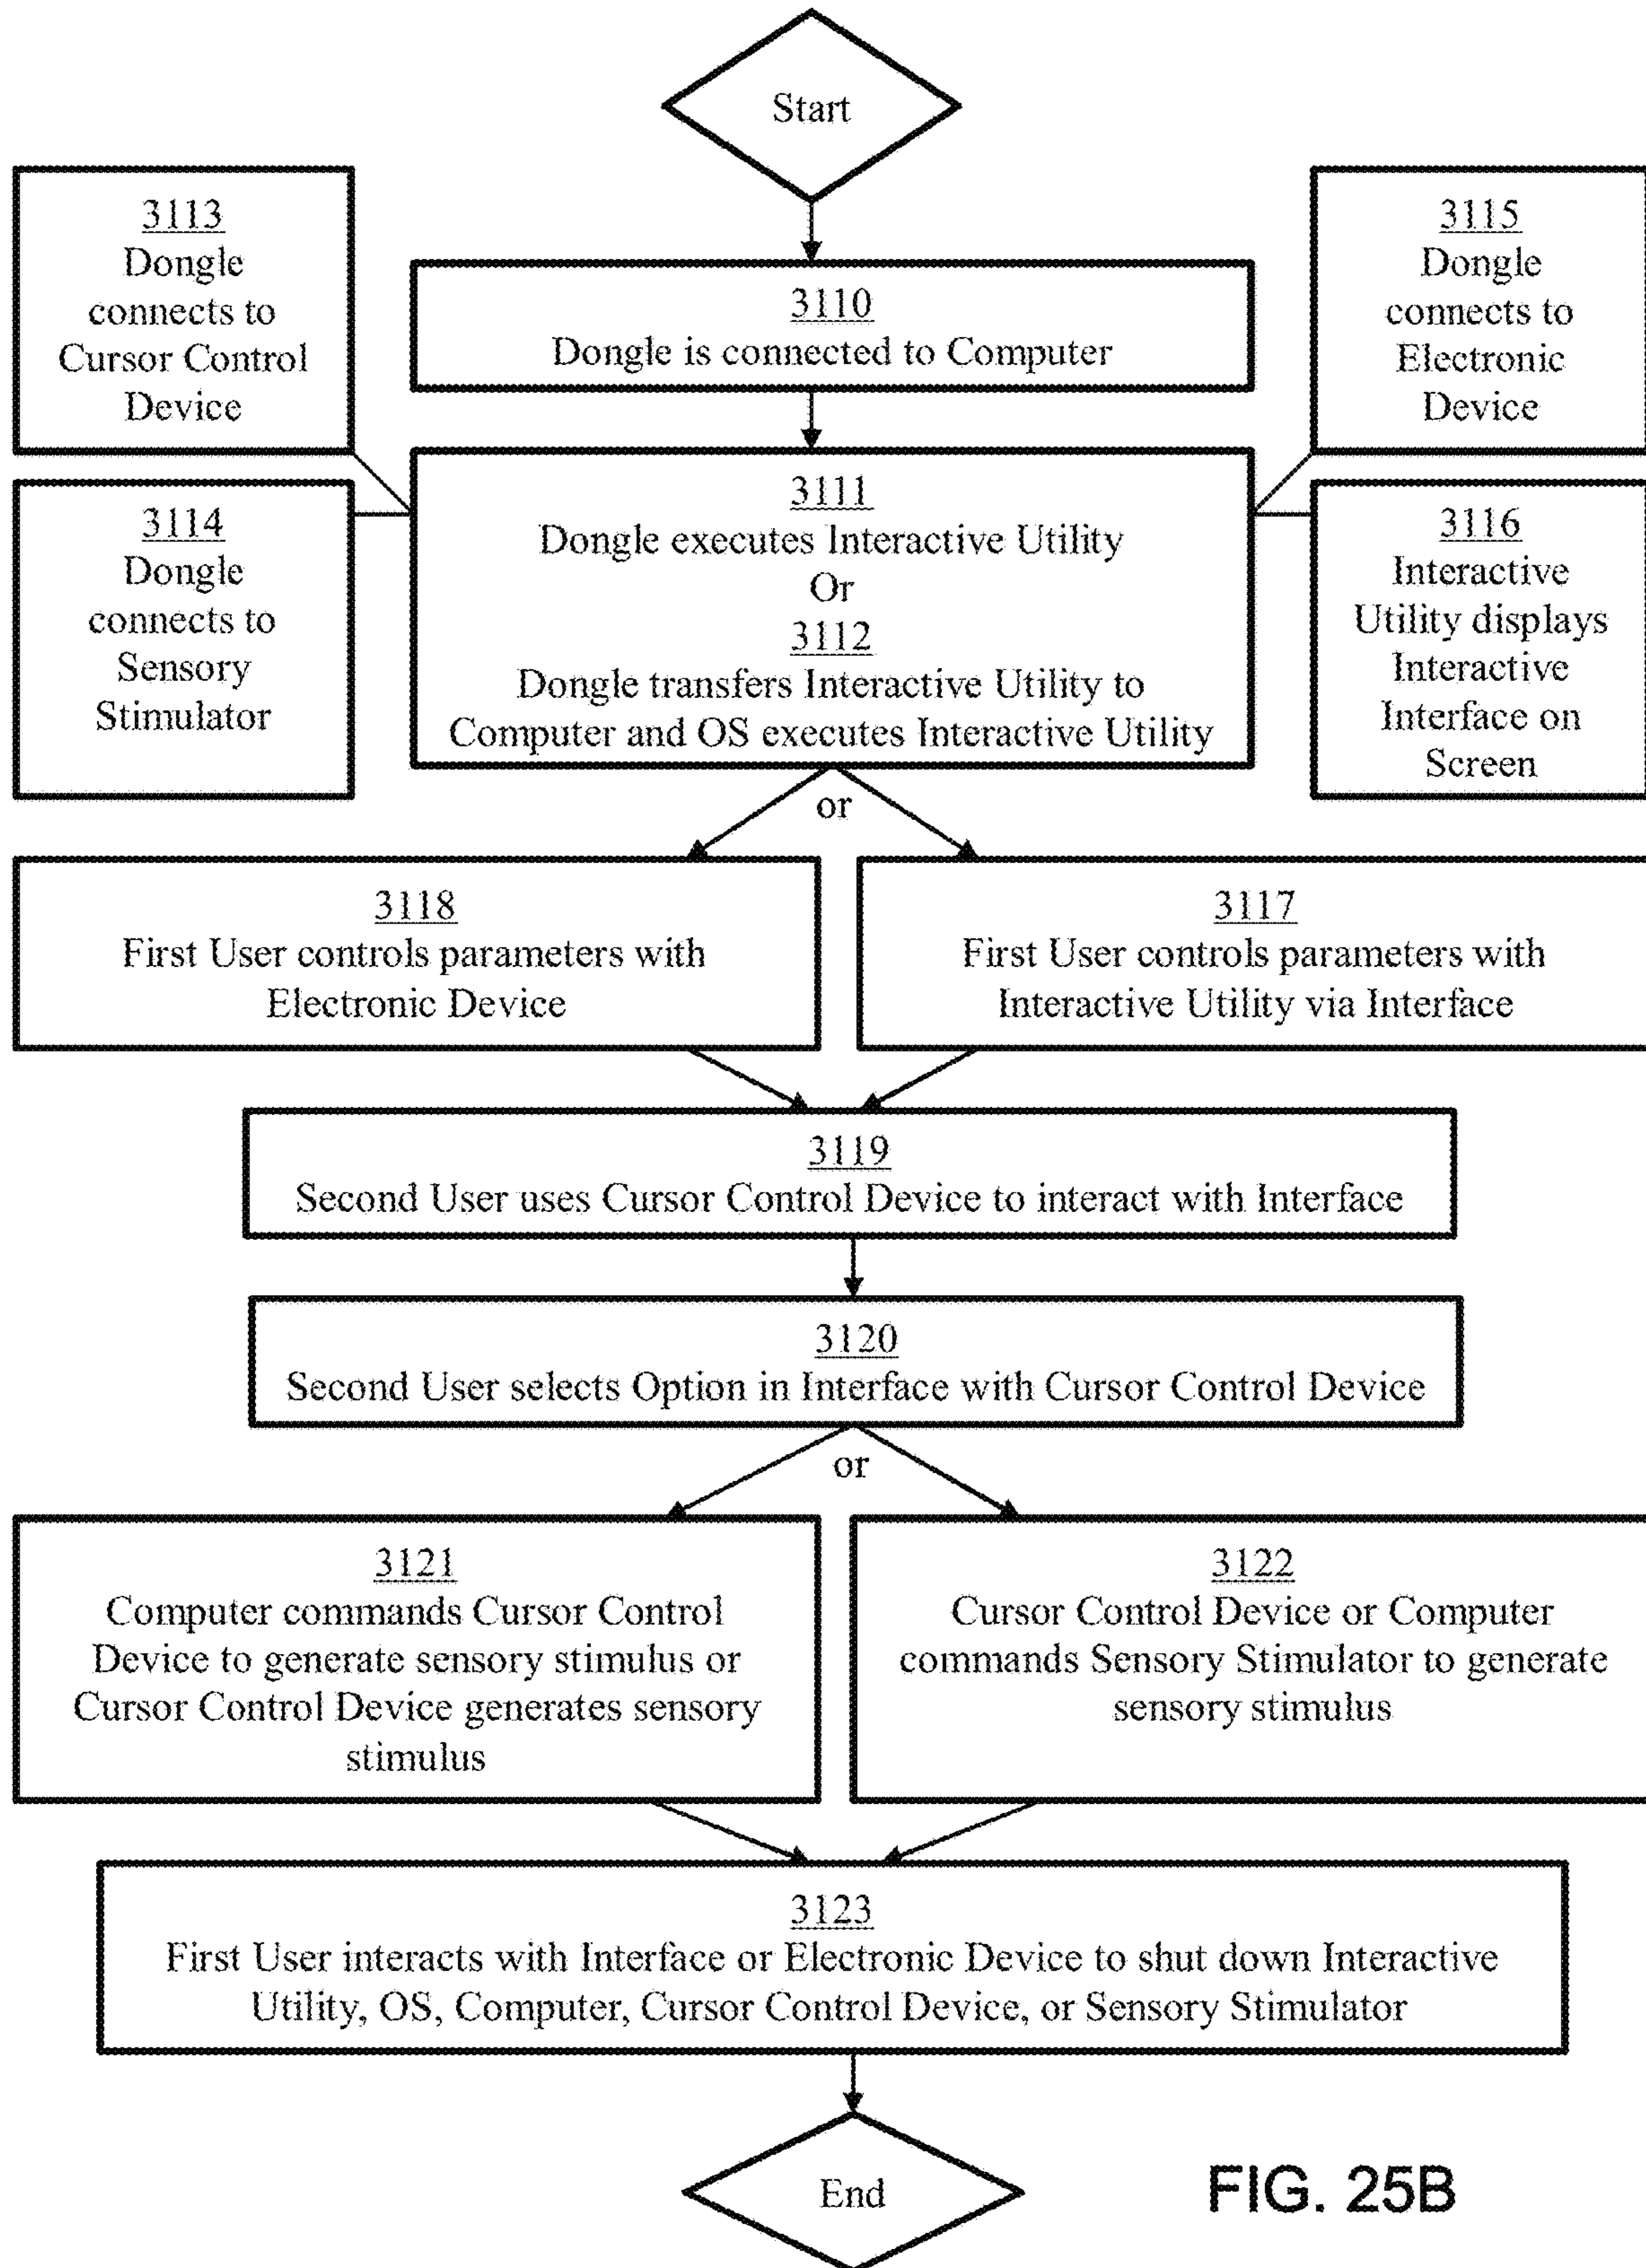 Start
3113
Dongle
connects to
Cursor Control
Device
3110
Dongle is connected to Computer
3115
Dongle
connects to
Electronic
Device
3114
Dongle
connects to
Sensory
Stimulator
3111
Dongle executes Interactive Utility
Or
3112
Dongle transfers Interactive Utility to
Computer and OS executes Interactive Utility
3116
Interactive
Utility displays
Interactive
Interface on
Screen
or
3118
First User controls parameters with
Electronic Device
3117
First User controls parameters with
Interactive Utility via Interface
3119
Second User uses Cursor Control Device to interact with Interface
3120
Second User selects Option in Interface with Cursor Control Device
or
3121
Computer commands Cursor Control
Device to generate sensory stimulus or
Cursor Control Device generates sensory
stimulus
3122
Cursor Control Device or Computer
commands Sensory Stimulator to generate
sensory stimulus
3123
First User interacts with Interface or Electronic Device to shut down Interactive
Utility, OS, Computer, Cursor Control Device, or Sensory Stimulator
End
FIG. 25B